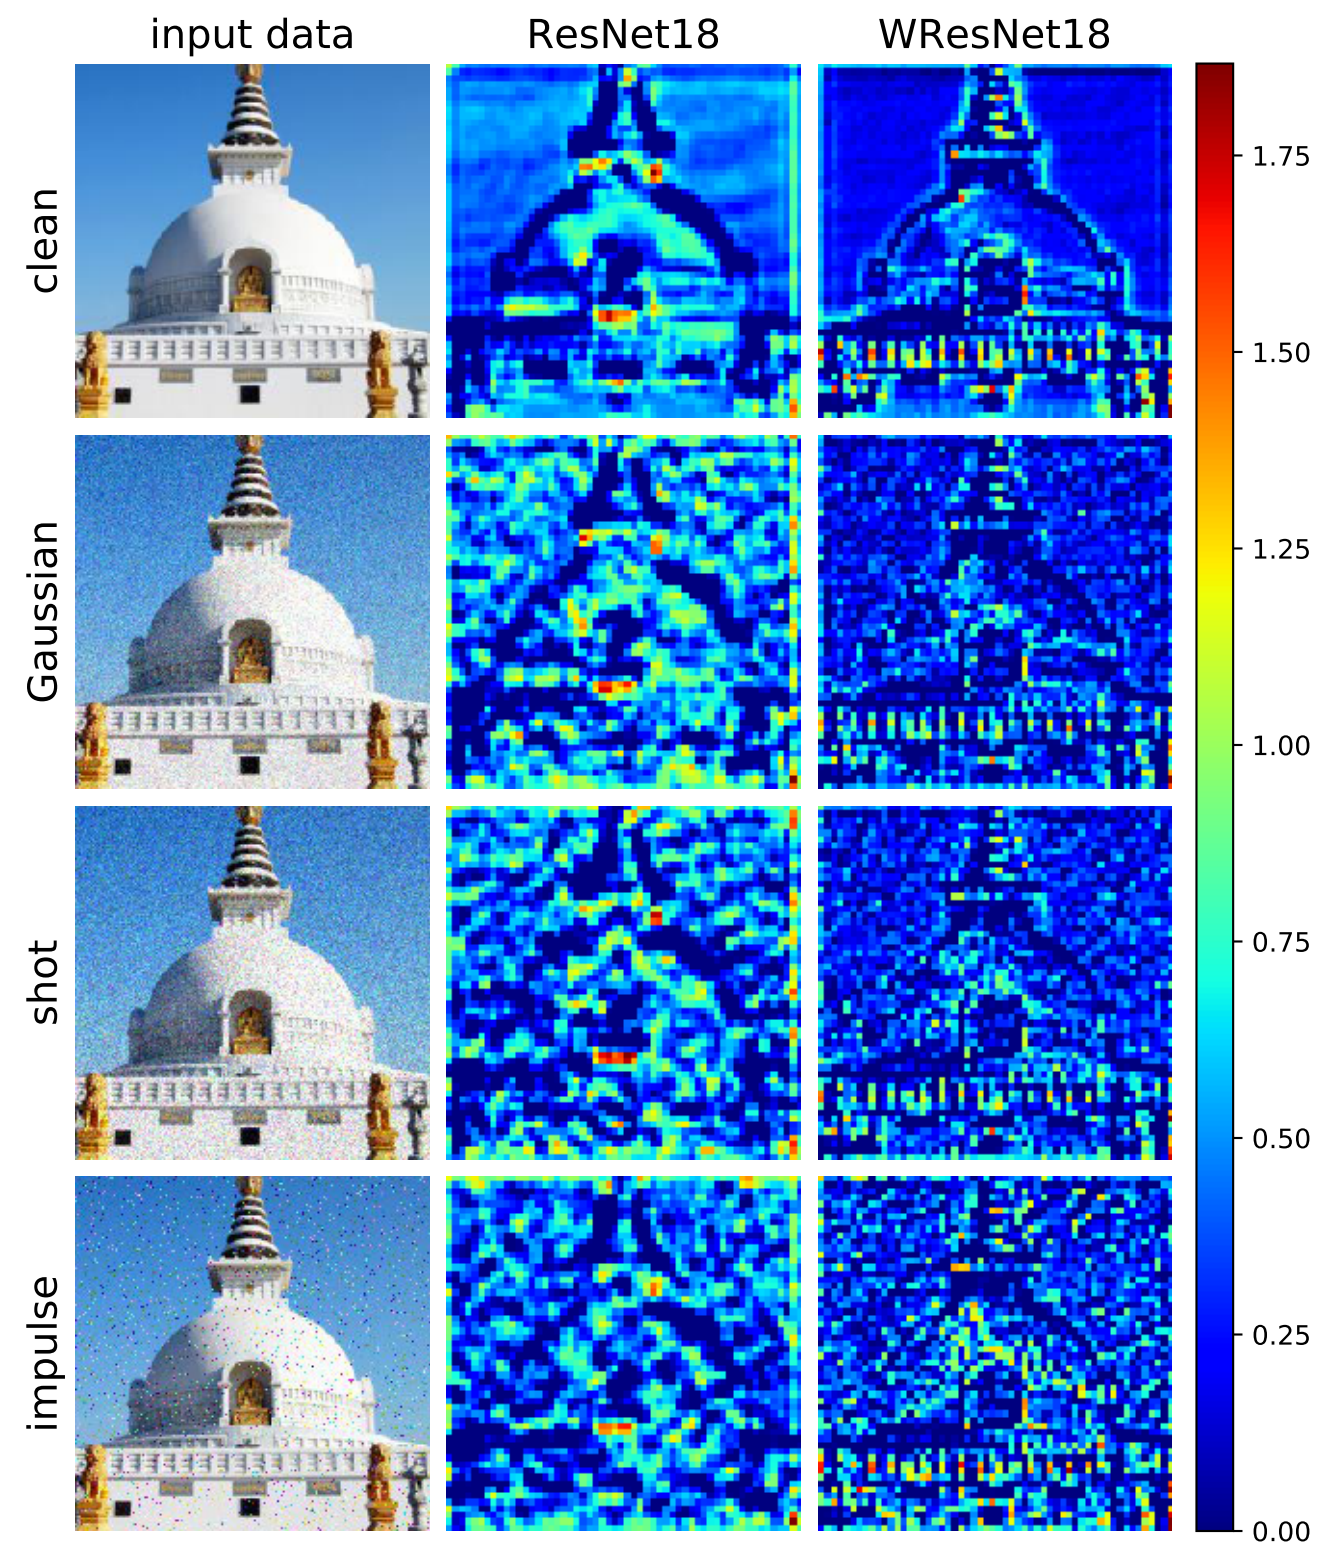 input data
ResNet18
WResNet18
clean
Gaussian
shot
impulse
1.75
1.50
1.25
1.00
0.75
0.50
0.25
0.00